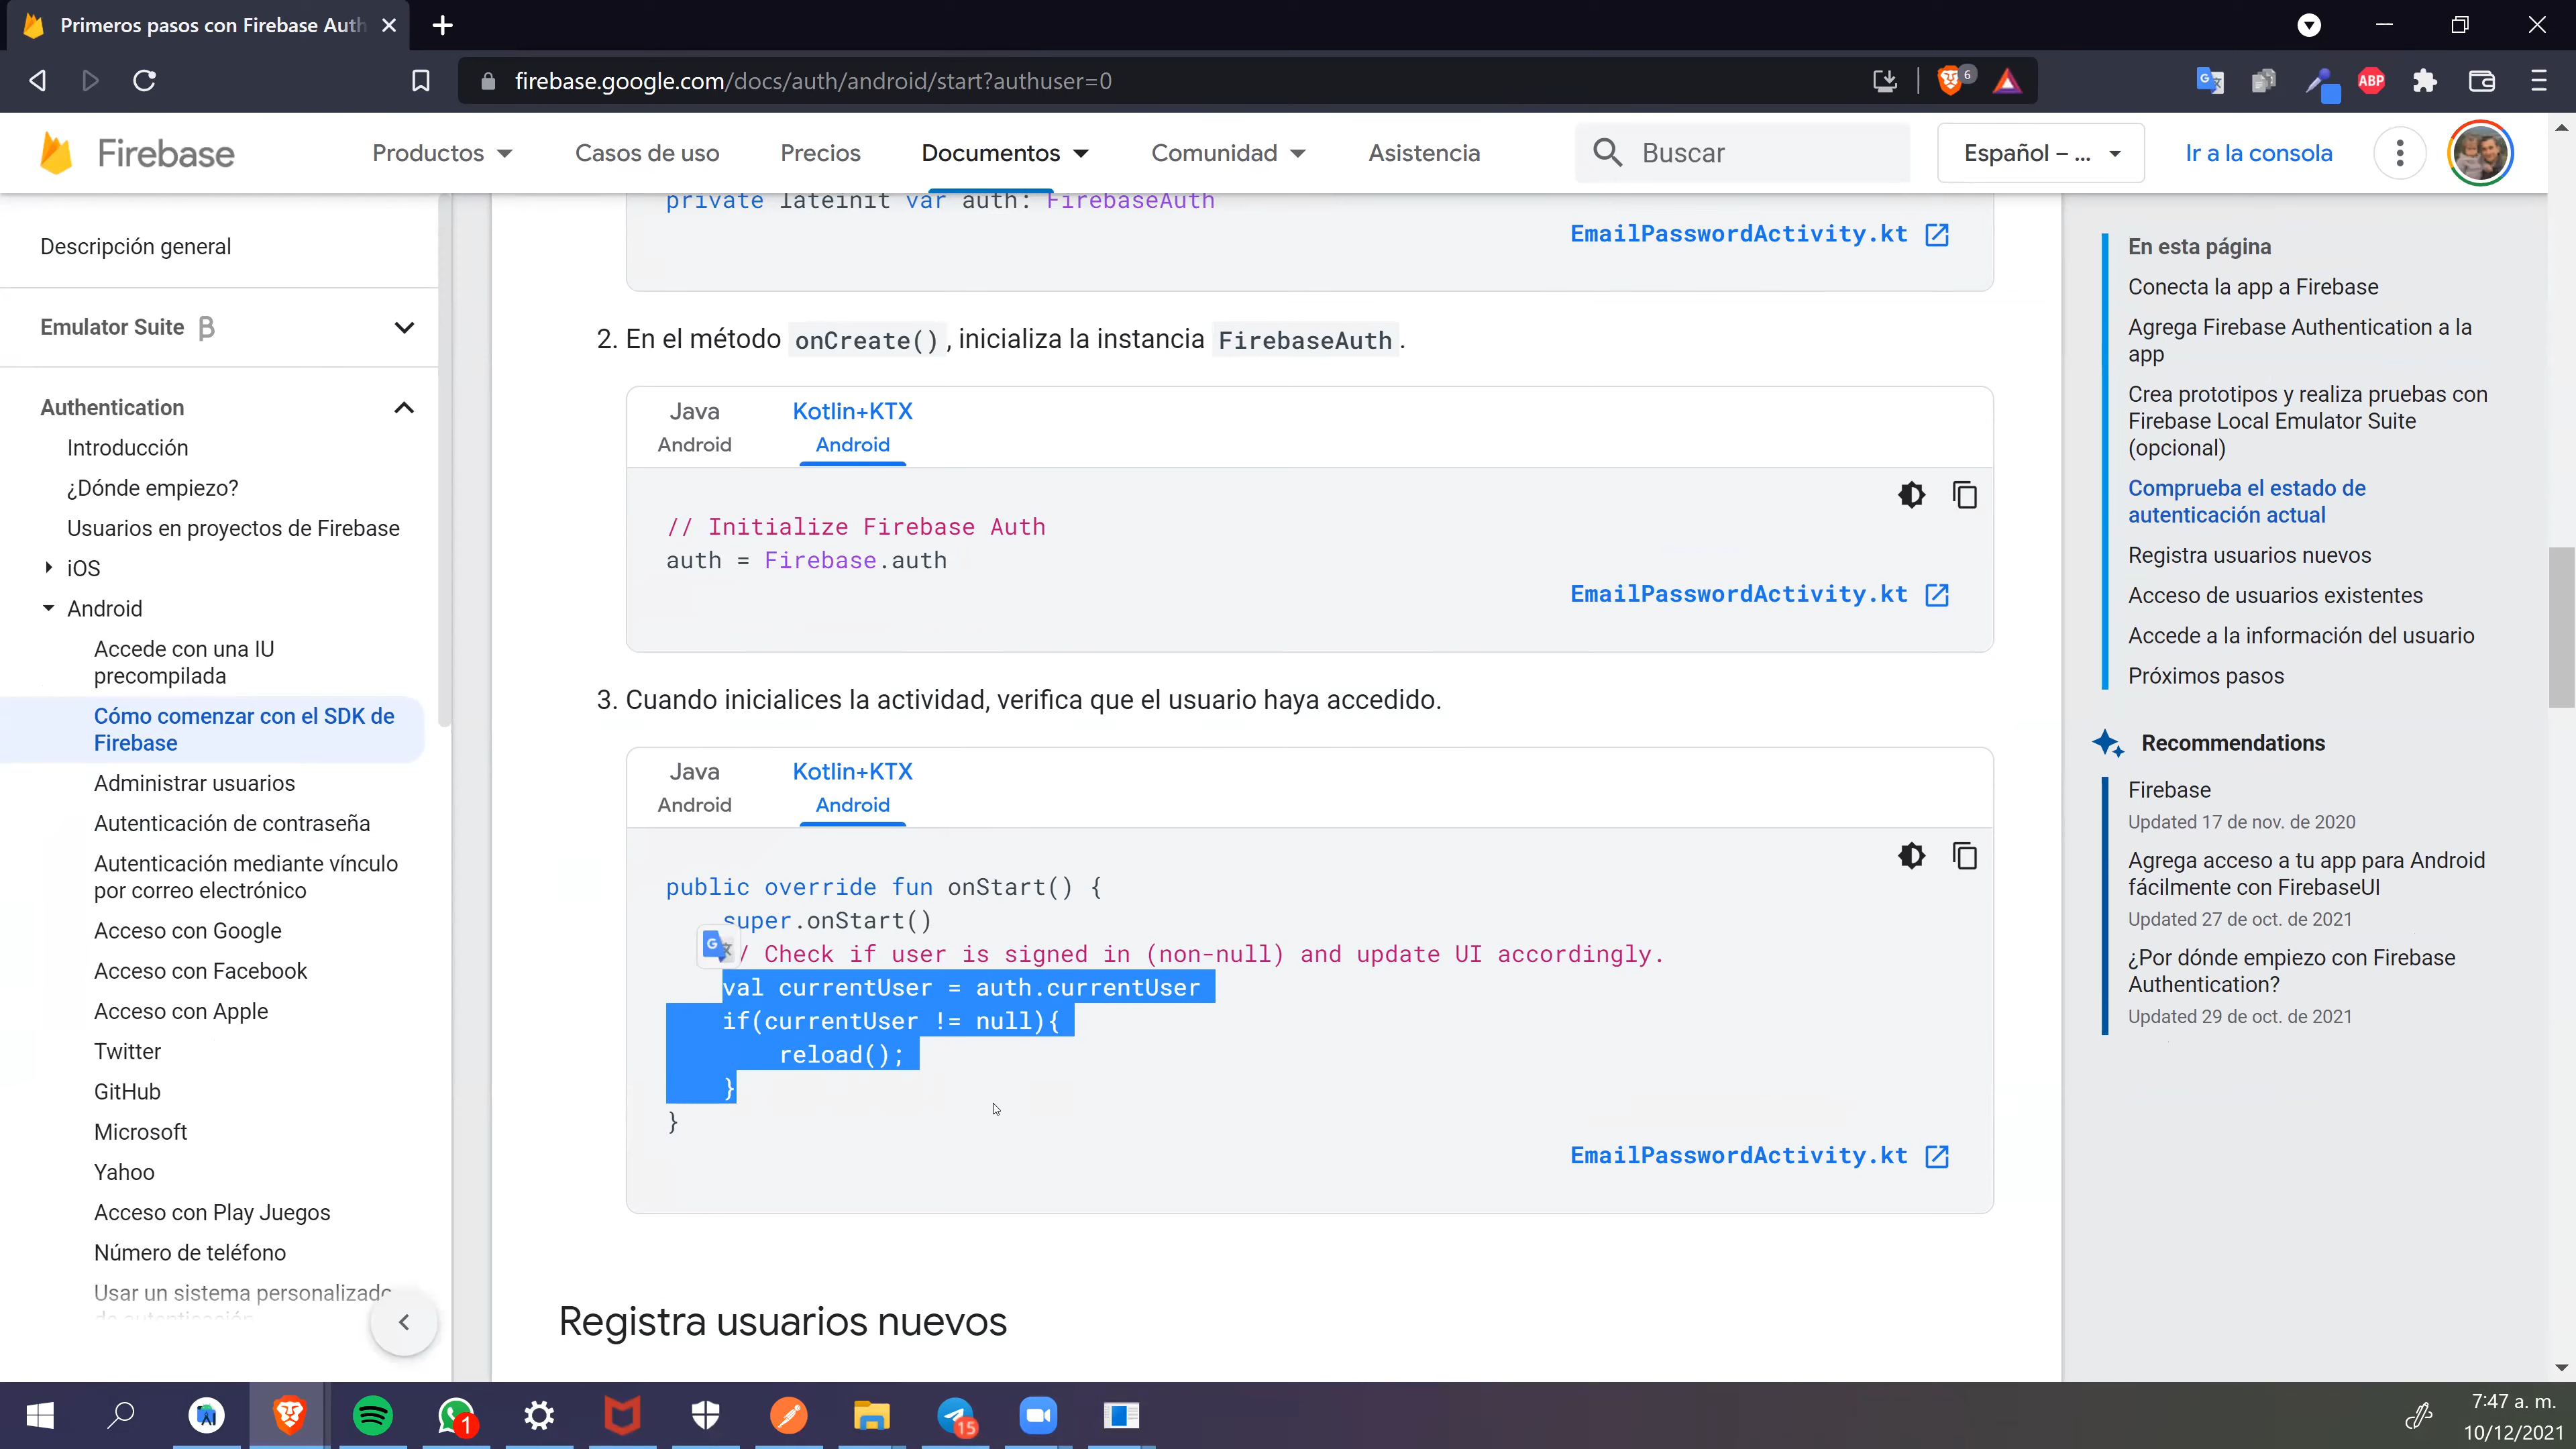 Primeros pasos con Firebase Auth
firebase.google.com/docs/auth/android/start?authuser=0
6
ABP
Firebase
Productos
Casos de uso
Precios
Documentos
Comunidad
Asistencia
Buscar
Español – ...
Ir a la consola
Descripción general
Emulator Suite β
Authentication
Introducción
¿Dónde empiezo?
Usuarios en proyectos de Firebase
iOS
Android
Accede con una IU
precompilada
Cómo comenzar con el SDK de
Firebase
Administrar usuarios
Autenticación de contraseña
Autenticación mediante vínculo
por correo electrónico
Acceso con Google
Acceso con Facebook
Acceso con Apple
Twitter
GitHub
Microsoft
Yahoo
Acceso con Play Juegos
Número de teléfono
Usar un sistema personalizado
de autenticación
private lateinit var auth: FirebaseAuth
EmailPasswordActivity.kt
2. En el método onCreate(), inicializa la instancia FirebaseAuth.
Java
Android
Kotlin+KTX
Android
// Initialize Firebase Auth
auth = Firebase.auth
EmailPasswordActivity.kt
3. Cuando inicialices la actividad, verifica que el usuario haya accedido.
Java
Android
Kotlin+KTX
Android
public override fun onStart() {
super.onStart()
/ Check if user is signed in (non-null) and update UI accordingly.
val currentUser = auth.currentUser
if(currentUser != null){
reload();
}
}
EmailPasswordActivity.kt
Registra usuarios nuevos
En esta página
Conecta la app a Firebase
Agrega Firebase Authentication a la
app
Crea prototipos y realiza pruebas con
Firebase Local Emulator Suite
(opcional)
Comprueba el estado de
autenticación actual
Registra usuarios nuevos
Acceso de usuarios existentes
Accede a la información del usuario
Próximos pasos
Recommendations
Firebase
Updated 17 de nov. de 2020
Agrega acceso a tu app para Android
fácilmente con FirebaseUI
Updated 27 de oct. de 2021
¿Por dónde empiezo con Firebase
Authentication?
Updated 29 de oct. de 2021
1
15
7:47 a. m.
10/12/2021